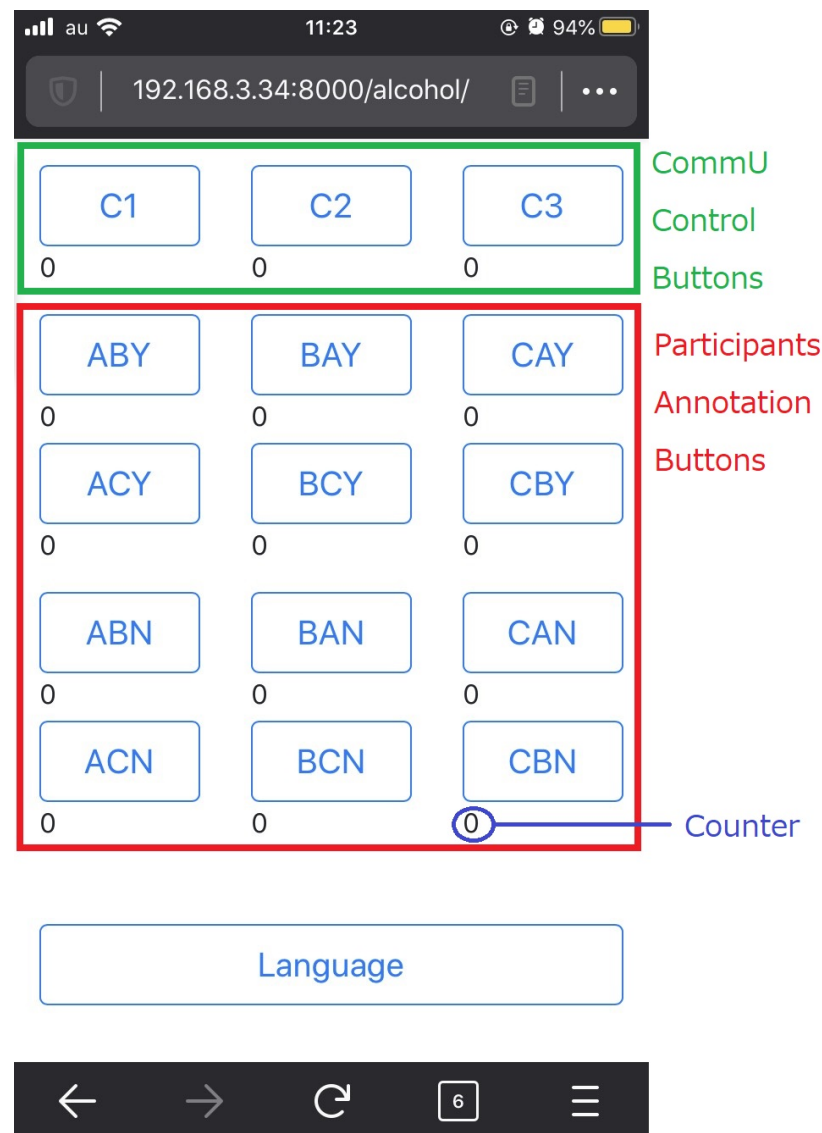 au 11:23 94%
192.168.3.34:8000/alcohol/
C1 C2 C3
0 0 0
CommU
Control
Buttons
ABY BAY CAY
0 0 0
ACY BCY CBY
0 0 0
ABN BAN CAN
0 0 0
ACN BCN CBN
0 0 0
Participants
Annotation
Buttons
Counter
Language
6